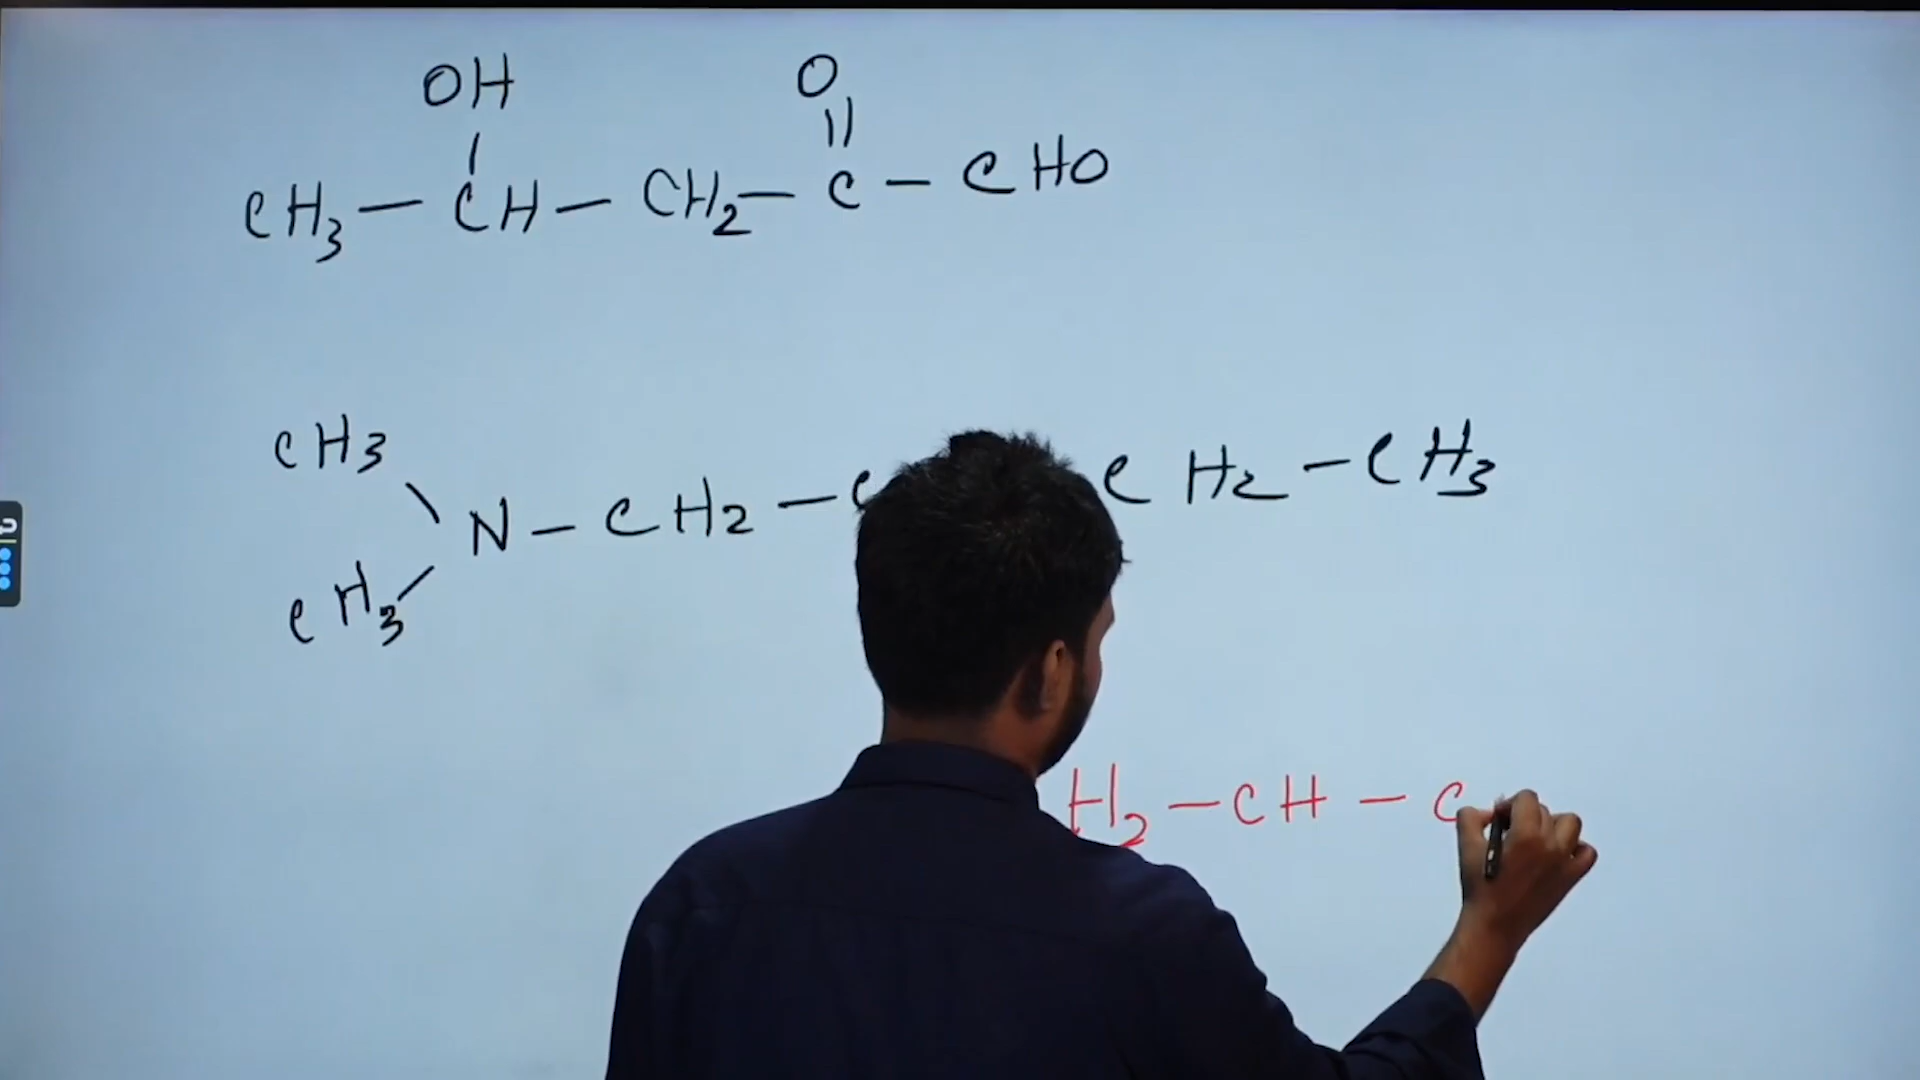 OH O
CH3 – CH – CH2 – C – CHO
CH3
N – CH2 – C CH2 – CH3
CH3
H2 – CH – C